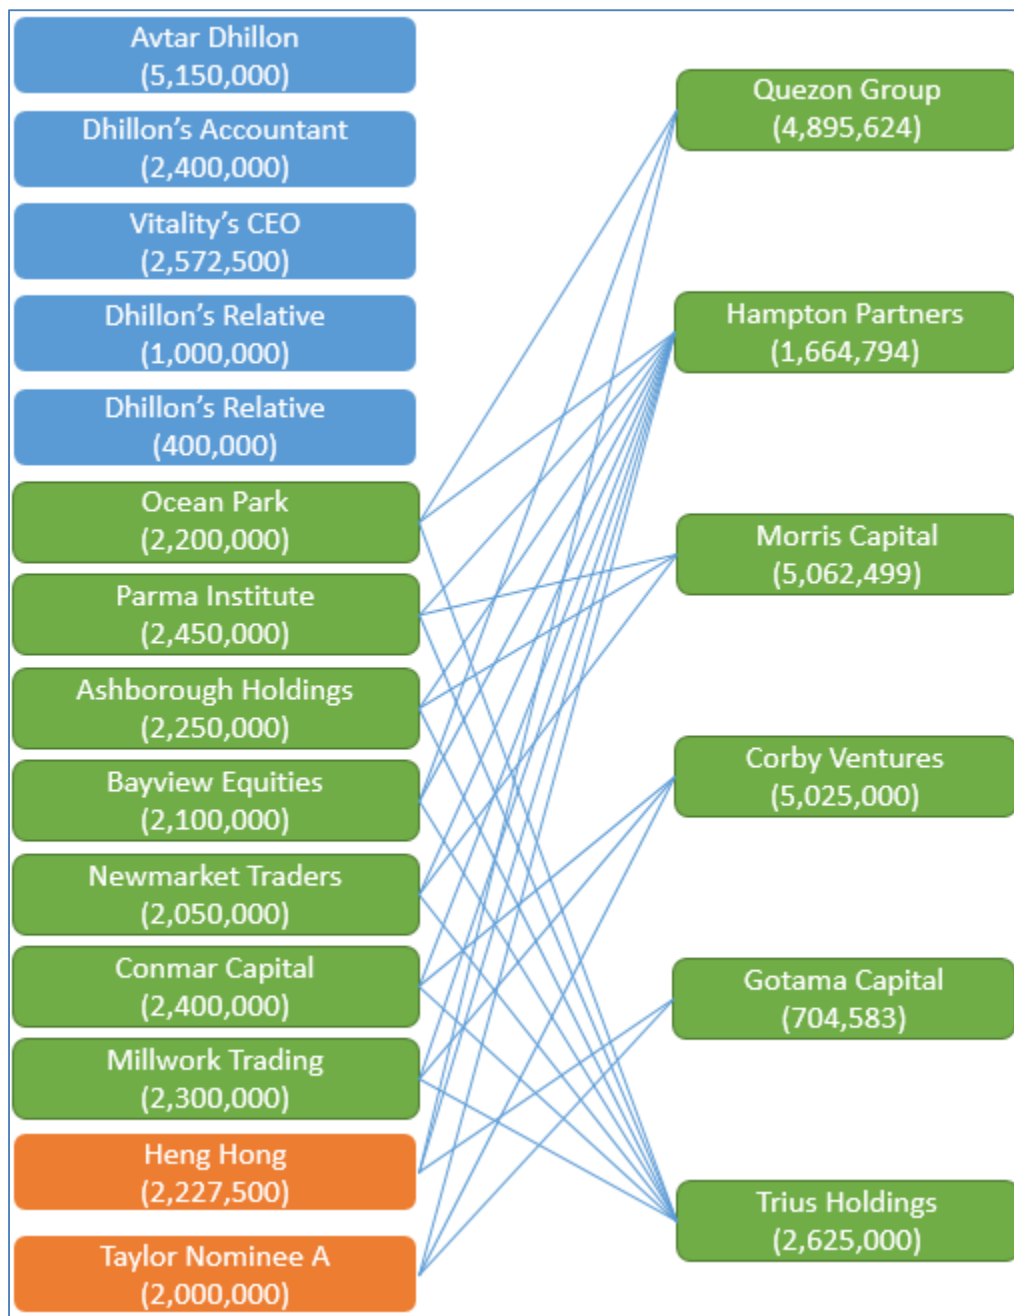 Avtar Dhillon
(5,150,000)
Dhillon’s Accountant
(2,400,000)
Vitality’s CEO
(2,572,500)
Dhillon’s Relative
(1,000,000)
Dhillon’s Relative
(400,000)
Ocean Park
(2,200,000)
Parma Institute
(2,450,000)
Ashborough Holdings
(2,250,000)
Bayview Equities
(2,100,000)
Newmarket Traders
(2,050,000)
Conmar Capital
(2,400,000)
Millwork Trading
(2,300,000)
Heng Hong
(2,227,500)
Taylor Nominee A
(2,000,000)
Quezon Group
(4,895,624)
Hampton Partners
(1,664,794)
Morris Capital
(5,062,499)
Corby Ventures
(5,025,000)
Gotama Capital
(704,583)
Trius Holdings
(2,625,000)